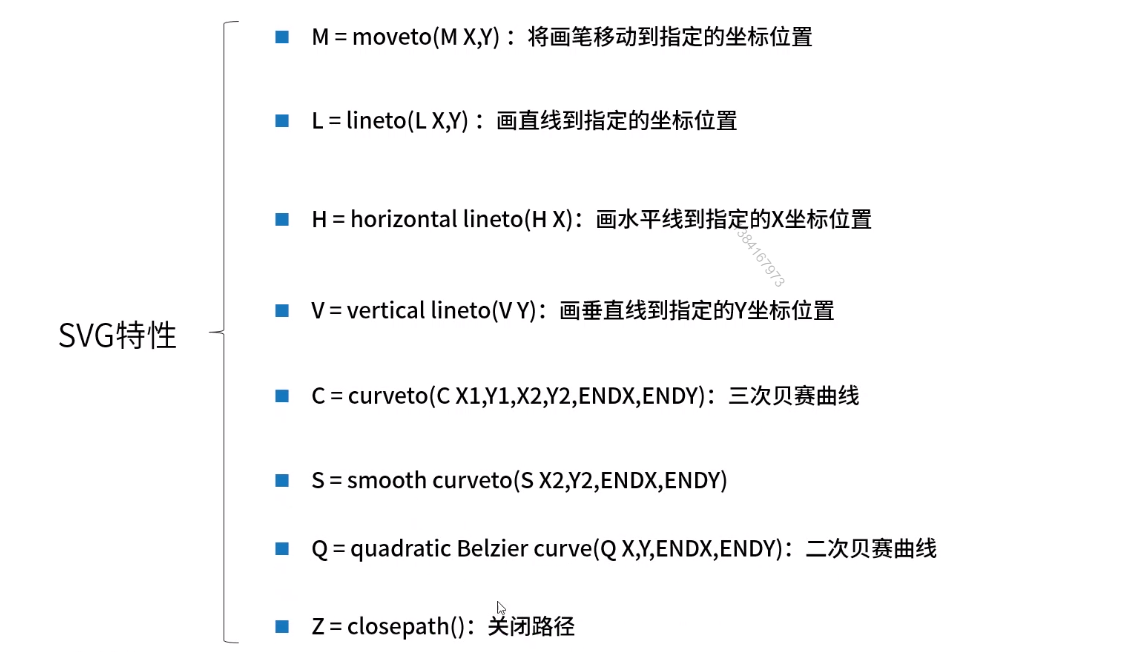 SVG特性
M = moveto(M X,Y) ：将画笔移动到指定的坐标位置
L = lineto(L X,Y) ：画直线到指定的坐标位置
H = horizontal lineto(H X)：画水平线到指定的X坐标位置
384167973
V = vertical lineto(V Y)：画垂直线到指定的Y坐标位置
C = curveto(C X1,Y1,X2,Y2,ENDX,ENDY)：三次贝赛曲线
S = smooth curveto(S X2,Y2,ENDX,ENDY)
Q = quadratic Belzier curve(Q X,Y,ENDX,ENDY)：二次贝赛曲线
Z = closepath()：关闭路径